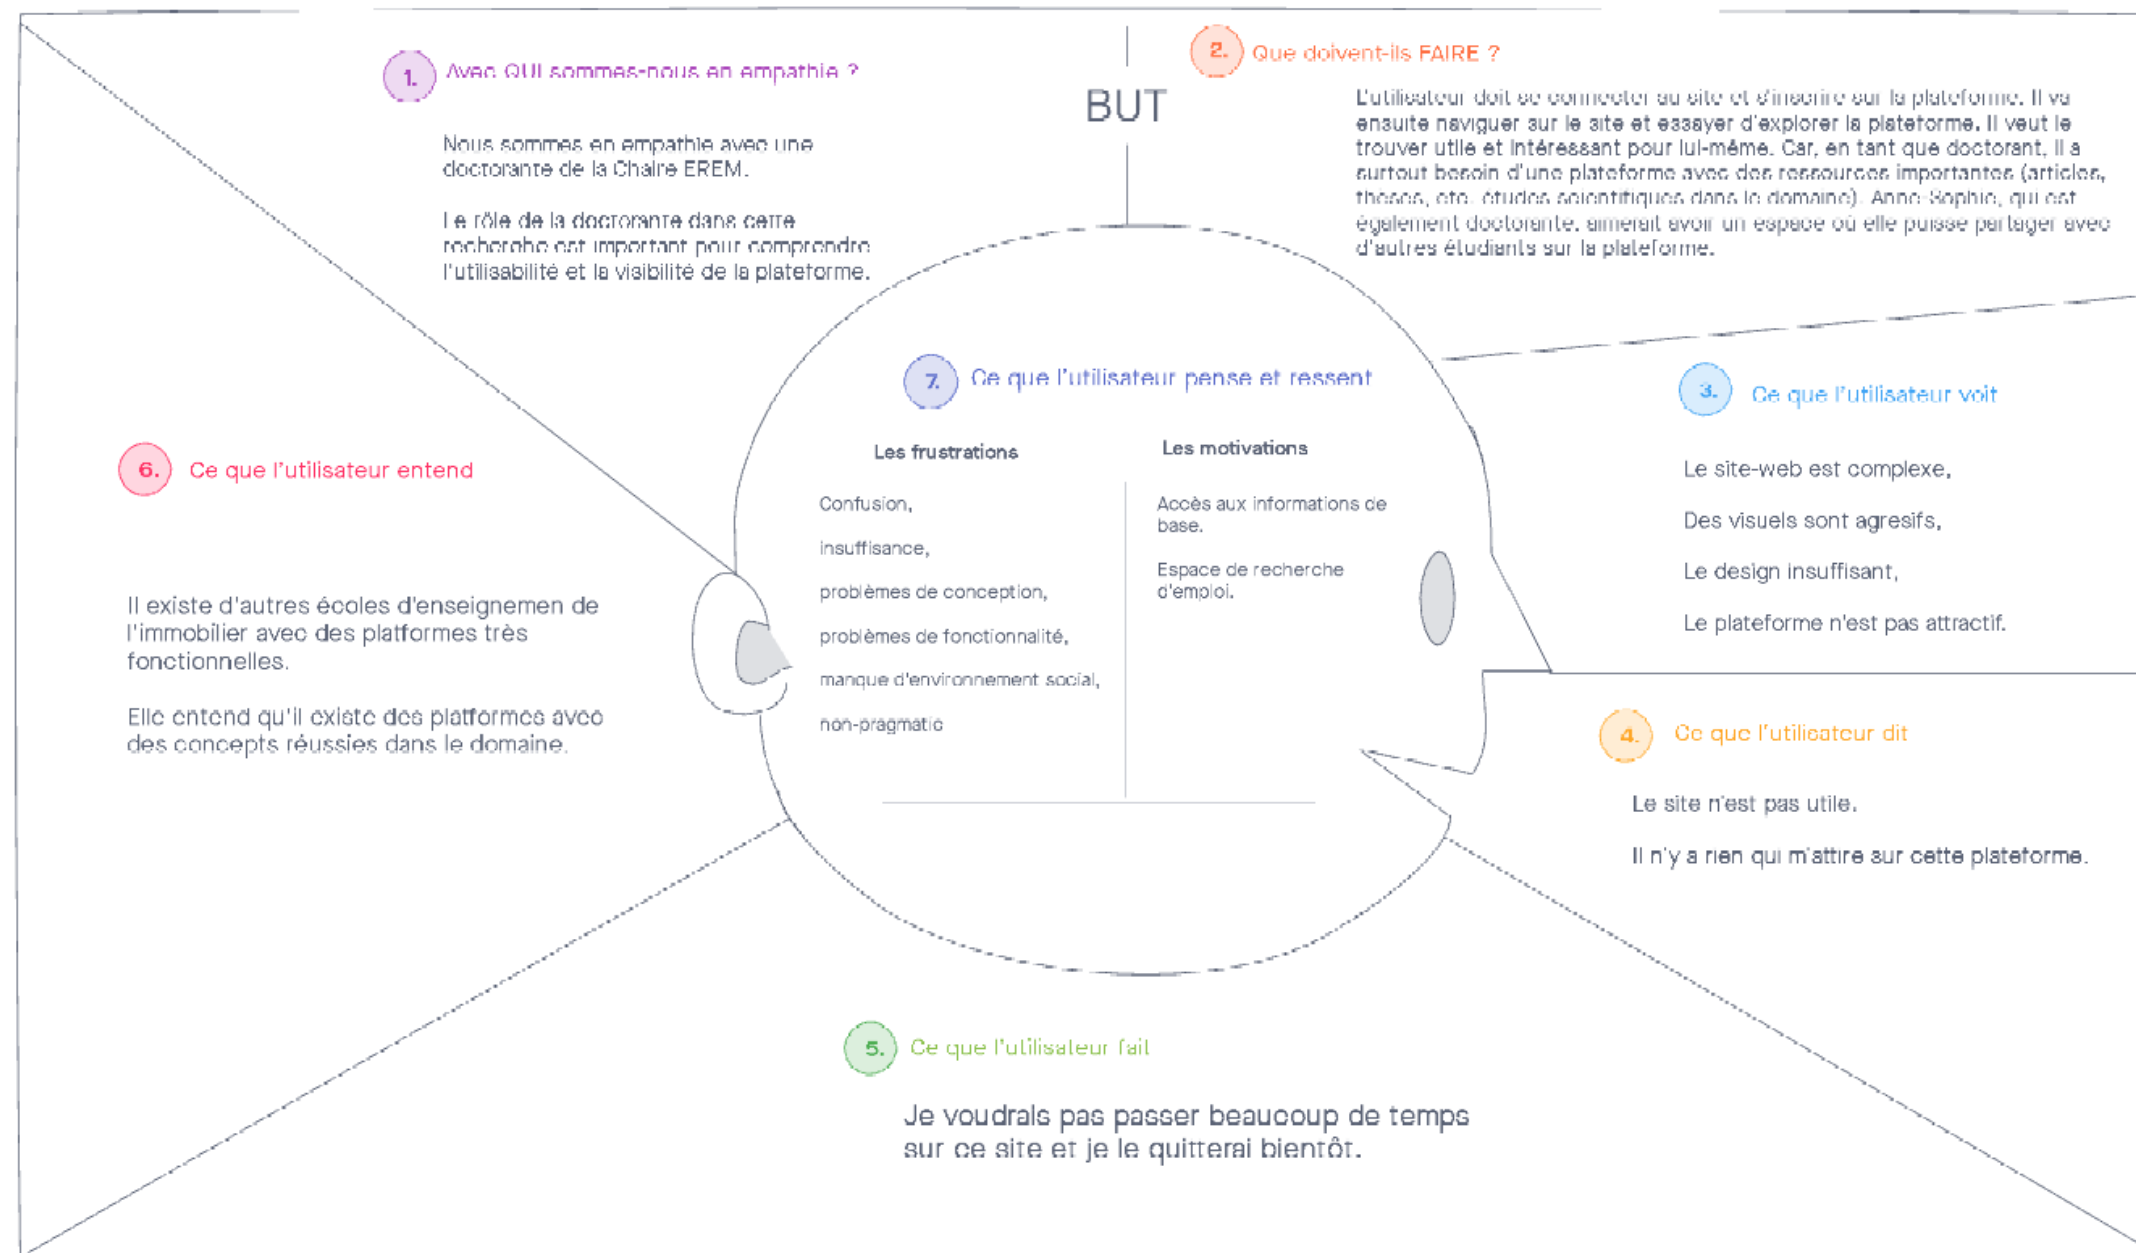 1. Avec QUI sommes-nous en empathie ?
Nous sommes en empathie avec une
doctorante de la Chaire EREM.
Le rôle de la doctorante dans cette
recherche est important pour comprendre
l'utilisabilité et la visibilité de la plateforme.
BUT
2. Que doivent-ils FAIRE ?
L'utilisateur doit se connecter au site et s'inscrire sur la plateforme. Il va
ensuite naviguer sur le site et essayer d'explorer la plateforme. Il veut le
trouver utile et intéressant pour lui-même. Car, en tant que doctorant, il a
surtout besoin d'une plateforme avec des ressources importantes (articles,
thèses, etc. études scientifiques dans le domaine). Anne-Sophie, qui est
également doctorante, aimerait avoir un espace où elle puisse partager avec
d'autres étudiants sur la plateforme.
7. Ce que l'utilisateur pense et ressent
Les frustrations
Confusion,
insuffisance,
problèmes de conception,
problèmes de fonctionnalité,
manque d'environnement social,
non-pragmatic
Les motivations
Accès aux informations de
base.
Espace de recherche
d'emploi.
3. Ce que l'utilisateur voit
Le site-web est complexe,
Des visuels sont agresifs,
Le design insuffisant,
Le plateforme n'est pas attractif.
6. Ce que l'utilisateur entend
Il existe d'autres écoles d'enseignemen de
l'immobilier avec des platformes très
fonctionnelles.
Elle entend qu'il existe des platformes avec
des concepts réussies dans le domaine.
4. Ce que l'utilisateur dit
Le site n'est pas utile.
Il n'y a rien qui m'attire sur cette plateforme.
5. Ce que l'utilisateur fait
Je voudrais pas passer beaucoup de temps
sur ce site et je le quitterai bientôt.